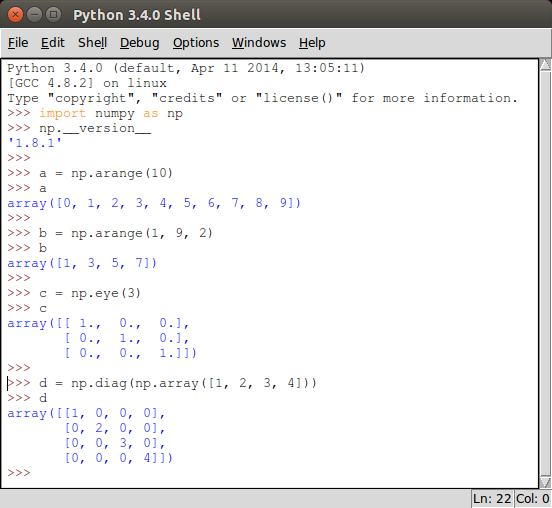 Python 3.4.0 Shell
File Edit Shell Debug Options Windows Help
Python 3.4.0 (default, Apr 11 2014, 13:05:11)
[GCC 4.8.2] on linux
Type "copyright", "credits" or "license()" for more information.
>>> import numpy as np
>>> np.__version__
'1.8.1'
>>>
>>> a = np.arange(10)
>>> a
array([0, 1, 2, 3, 4, 5, 6, 7, 8, 9])
>>>
>>> b = np.arange(1, 9, 2)
>>> b
array([1, 3, 5, 7])
>>>
>>> c = np.eye(3)
>>> c
array([[ 1.,  0.,  0.],
       [ 0.,  1.,  0.],
       [ 0.,  0.,  1.]])
>>>
>>> d = np.diag(np.array([1, 2, 3, 4]))
>>> d
array([[1, 0, 0, 0],
       [0, 2, 0, 0],
       [0, 0, 3, 0],
       [0, 0, 0, 4]])
>>>
Ln: 22 Col: 0